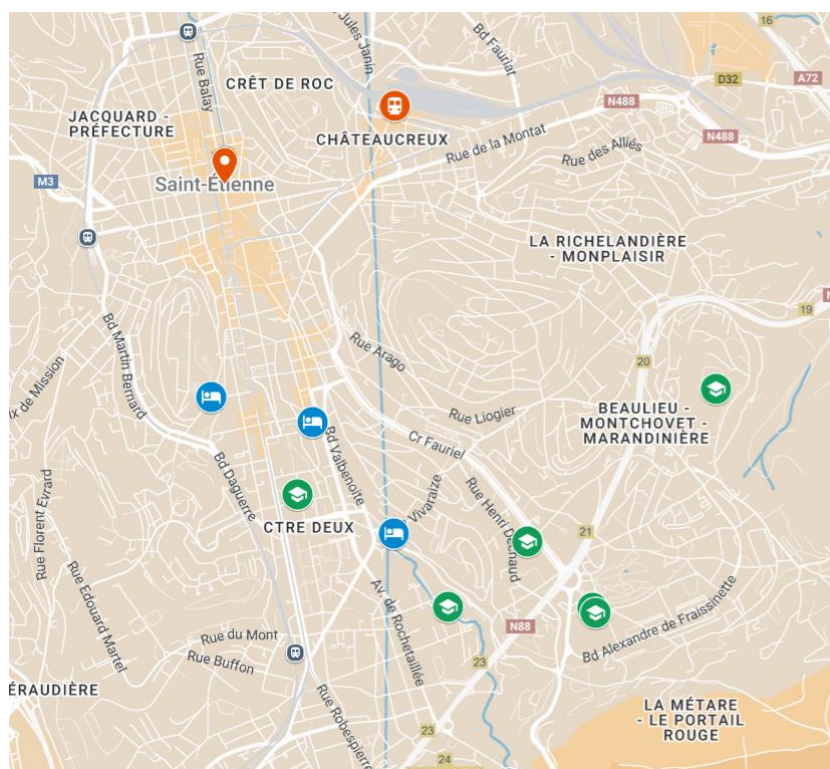 Jules Janin
Bd Fauriat
16
Rue Balay
CRÊT DE ROC
D32
A72
N488
JACQUARD -
PRÉFECTURE
CHÂTEAUCREUX
Rue de la Montat
N488
Rue des Alliés
M3
Saint-Étienne
LA RICHELANDIÈRE
- MONPLAISIR
19
Bd Martin Bernard
Rue Arago
20
x de Mission
Rue Liogier
BEAULIEU -
MONTCHOVET -
MARANDINIÈRE
Cr Fauriel
Bd Valbenoîte
Bd Daguerre
Rue Florent Evrard
Vivaraize
Rue Henri Déchaud
CTRE DEUX
21
Rue Edouard Martel
Av. de Rochetaillée
N88
Bd Alexandre de Fraissinette
Rue du Mont
Rue Buffon
23
ÉRAUDIÈRE
Rue Robespierre
LA MÉTARE
- LE PORTAIL
ROUGE
23
24